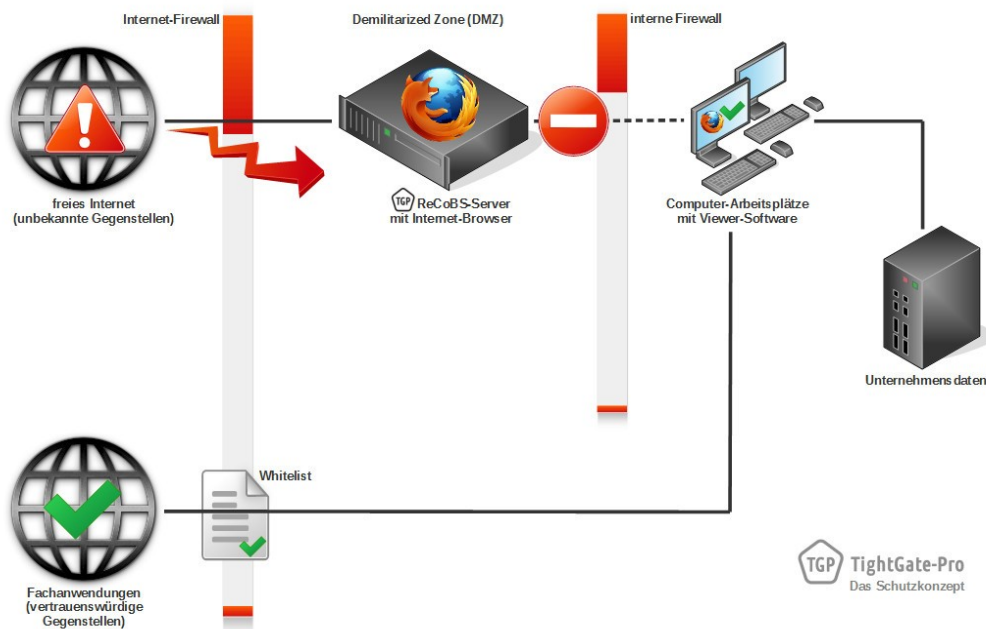 Internet-Firewall
Demilitarized Zone (DMZ)
interne Firewall
freies Internet
(unbekannte Gegenstellen)
TGP ReCoBS-Server
mit Internet-Browser
Computer-Arbeitsplätze
mit Viewer-Software
Unternehmensdaten
Whitelist
Fachanwendungen
(vertrauenswürdige
Gegenstellen)
TGP TightGate-Pro
Das Schutzkonzept